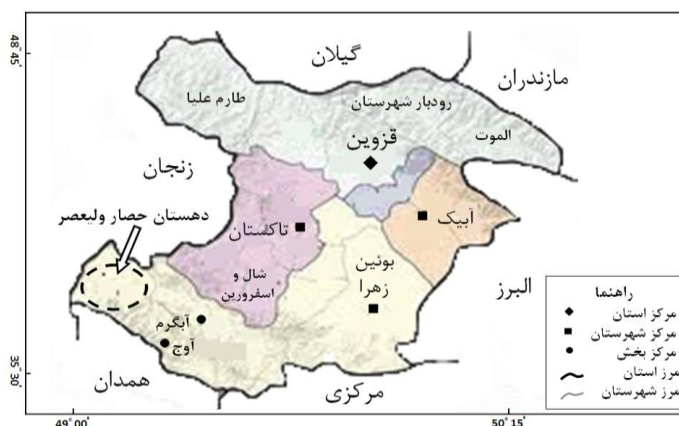 48°45'
گیلان
مازندران
طارم علیا
رودبار شهرستان
الموت
قزوین
زنجان
دهستان حصار ولیعصر
تاکستان
آبیک
بوئین
زهرا
شال و
اسفرورین
البرز
آبگرم
آوج
همدان
مرکزی
راهنما
مرکز استان
مرکز شهرستان
مرکز بخش
مرز استان
مرز شهرستان
35°30
49°00'
50°15'